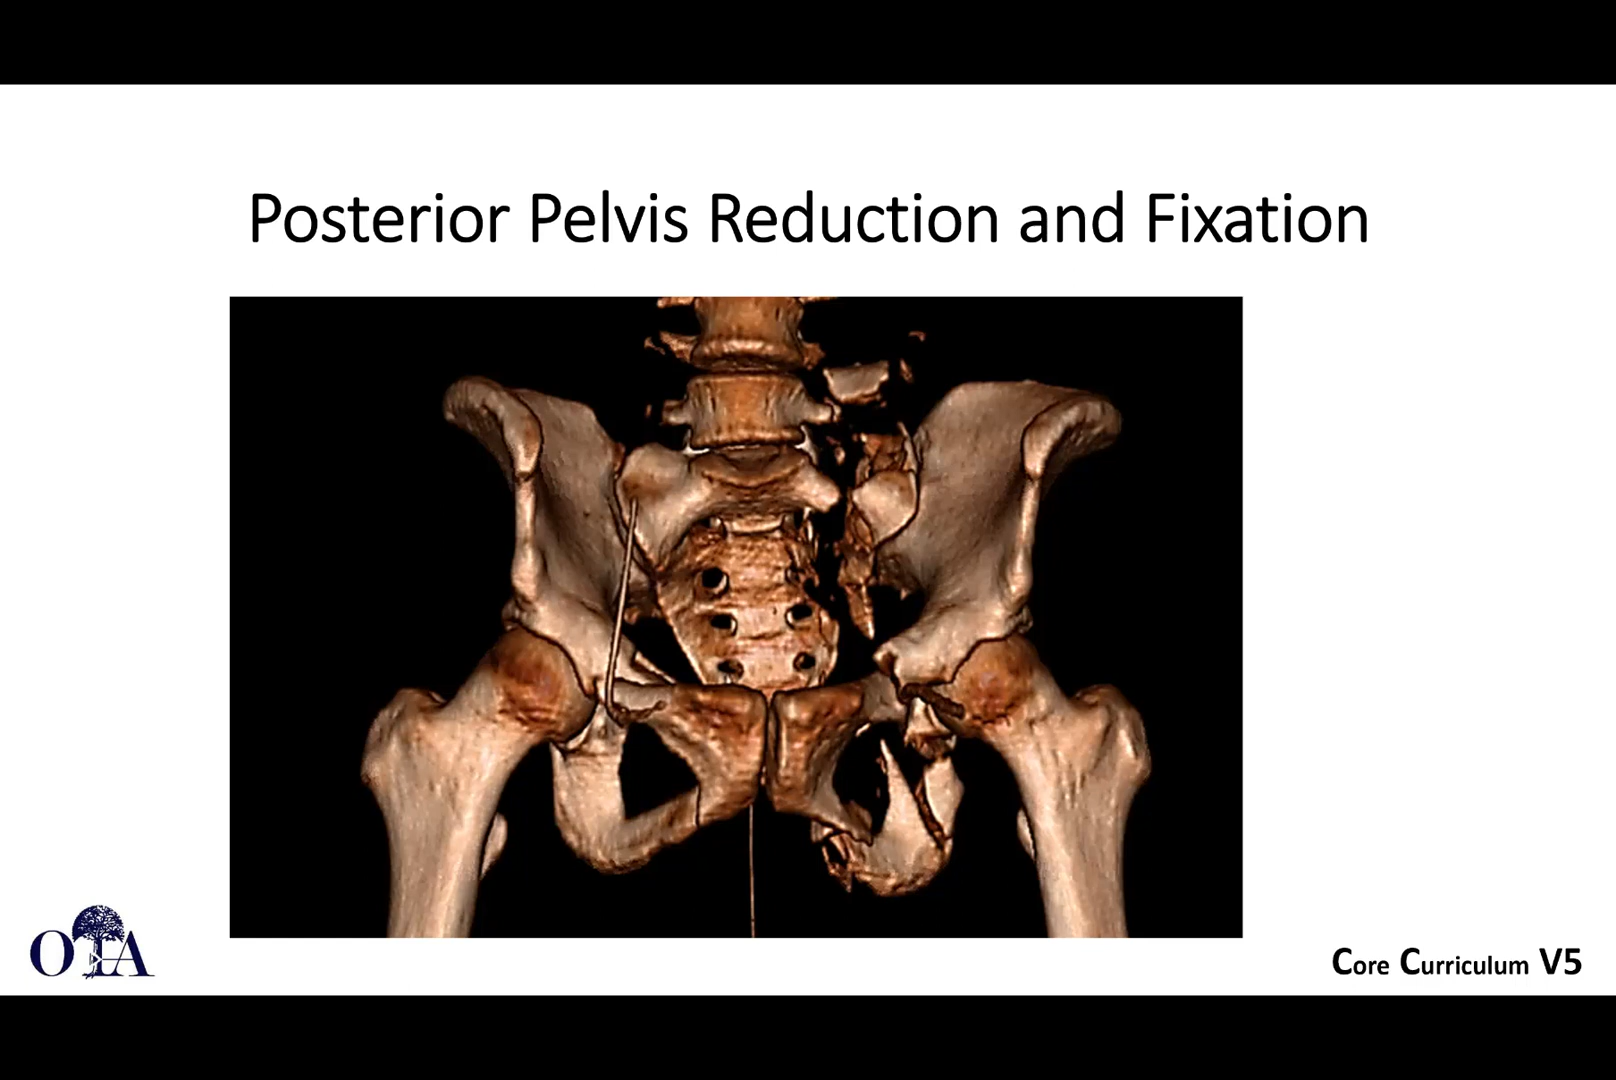 Posterior Pelvis Reduction and Fixation
OTA
Core Curriculum V5